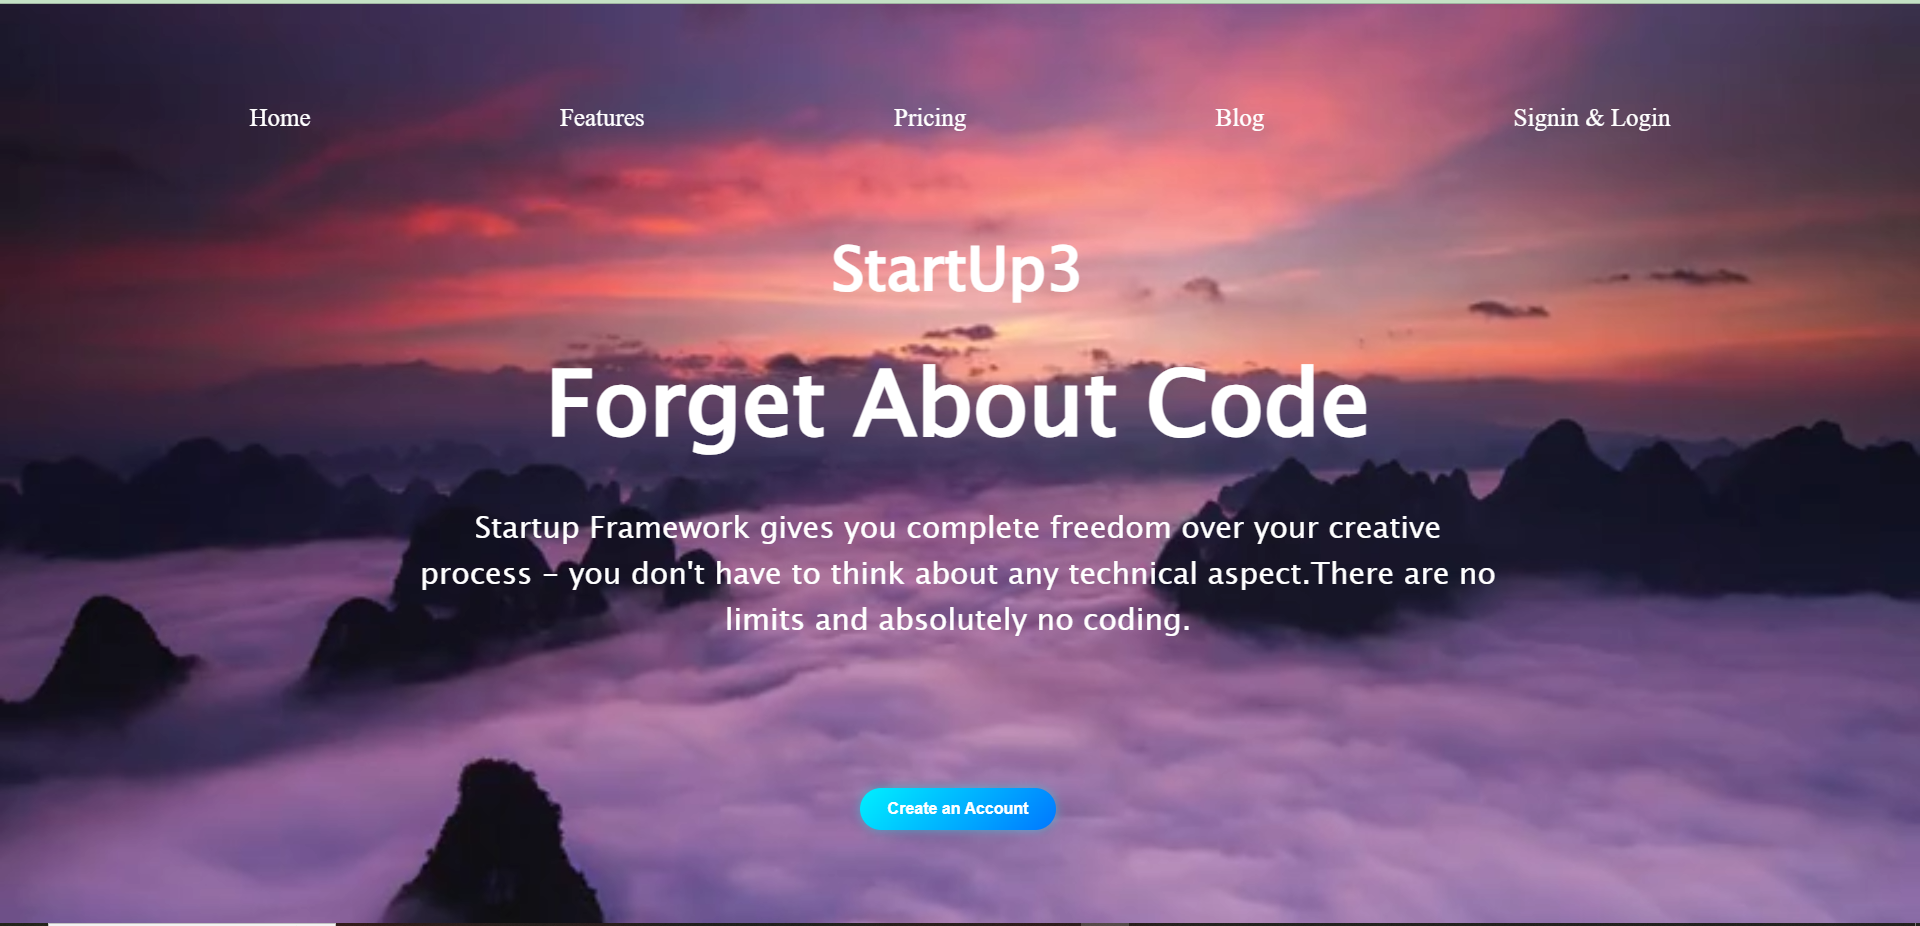 Home Features Pricing Blog Signin & Login
StartUp3
Forget About Code
Startup Framework gives you complete freedom over your creative
process - you don't have to think about any technical aspect.There are no
limits and absolutely no coding.
Create an Account